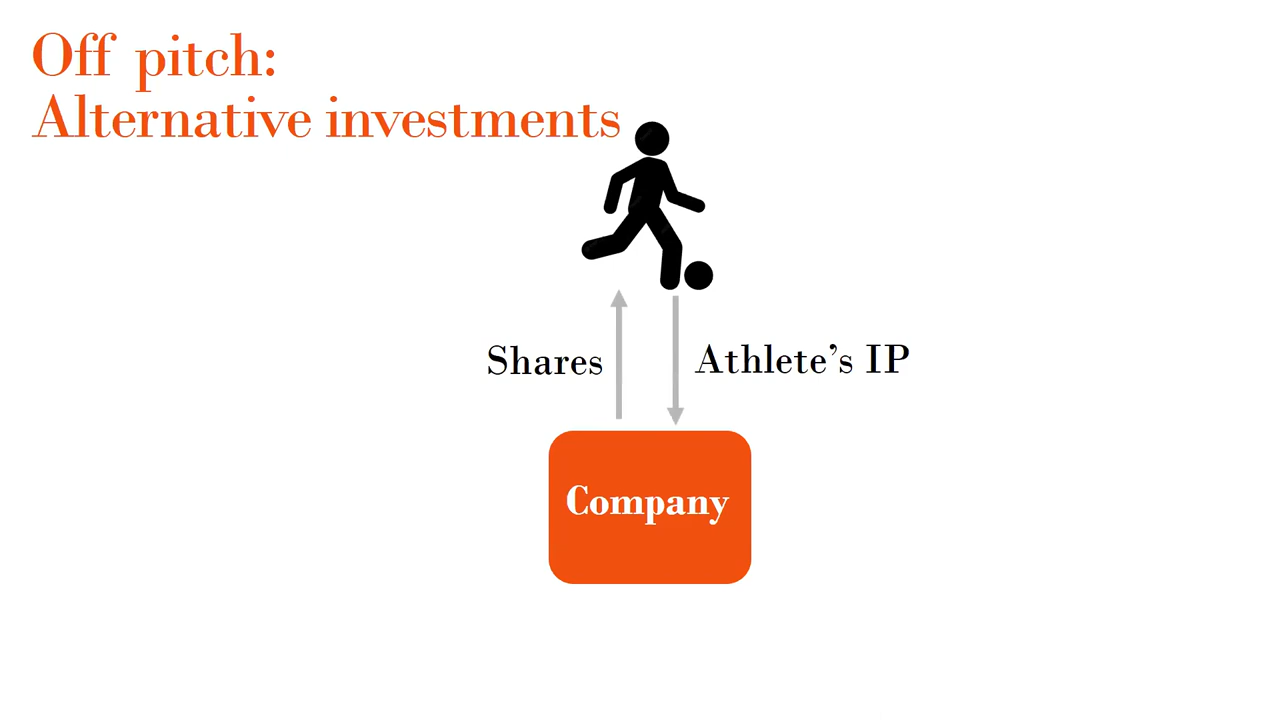 Off pitch:
Alternative investments
Shares
Athlete’s IP
Company